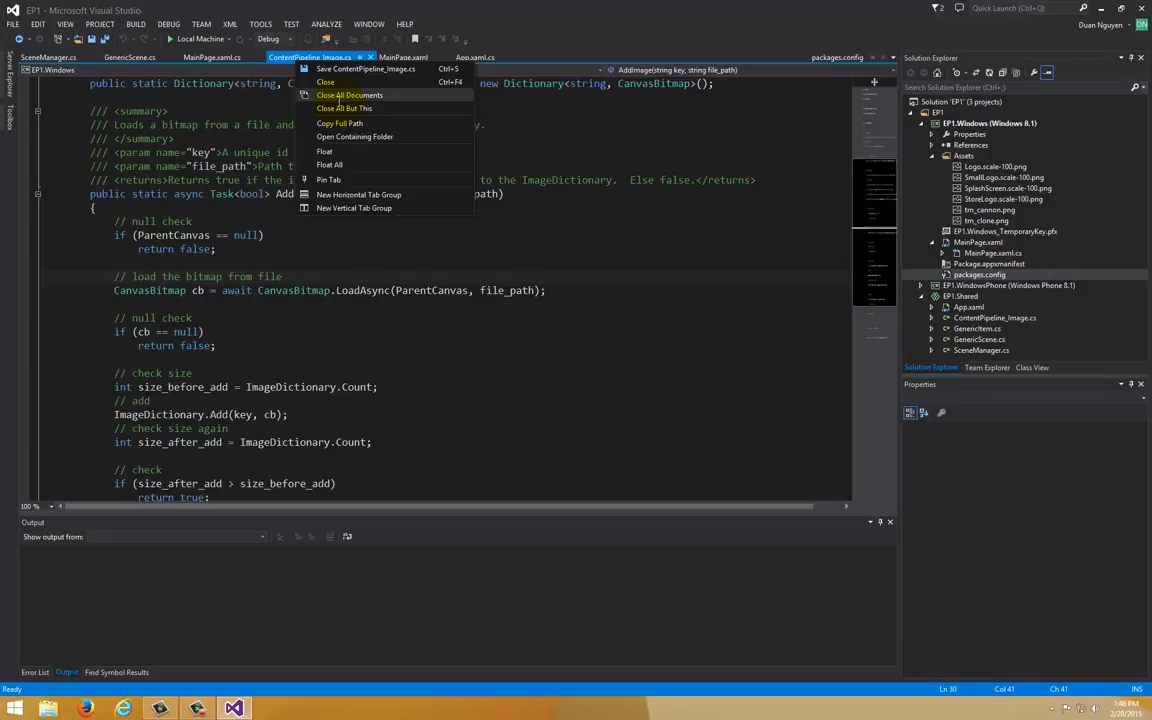 EP1 - Microsoft Visual Studio
2
Quick Launch (Ctrl+Q)
FILE EDIT VIEW PROJECT BUILD DEBUG TEAM XML TOOLS TEST ANALYZE WINDOW HELP
Duan Nguyen DN
Local Machine Debug
Server Explorer
Toolbox
SceneManager.cs GenericScene.cs MainPage.xaml.cs ContentPipeline_Image.cs MainPage.xaml App.xaml.cs packages.config
EP1.Windows AddImage(string key, string file_path)
Save ContentPipeline_Image.cs Ctrl+S
Close Ctrl+F4
Close All Documents
Close All But This
Copy Full Path
Open Containing Folder
Float
Float All
Pin Tab
New Horizontal Tab Group
New Vertical Tab Group
public static Dictionary<string, C new Dictionary<string, CanvasBitmap>();
/// <summary>
/// Loads a bitmap from a file and y.
/// </summary>
/// <param name="key">A unique id
/// <param name="file_path">Path t
/// <returns>Returns true if the i to the ImageDictionary.  Else false.</returns>
public static async Task<bool> Add path)
{
// null check
if (ParentCanvas == null)
return false;
// load the bitmap from file
CanvasBitmap cb = await CanvasBitmap.LoadAsync(ParentCanvas, file_path);
// null check
if (cb == null)
return false;
// check size
int size_before_add = ImageDictionary.Count;
// add
ImageDictionary.Add(key, cb);
// check size again
int size_after_add = ImageDictionary.Count;
// check
if (size_after_add > size_before_add)
return true;
100 %
Output
Show output from:
Error List Output Find Symbol Results
Solution Explorer
Search Solution Explorer (Ctrl+;)
Solution 'EP1' (3 projects)
EP1
EP1.Windows (Windows 8.1)
Properties
References
Assets
Logo.scale-100.png
SmallLogo.scale-100.png
SplashScreen.scale-100.png
StoreLogo.scale-100.png
tm_cannon.png
tm_clone.png
EP1.Windows_TemporaryKey.pfx
MainPage.xaml
MainPage.xaml.cs
Package.appxmanifest
packages.config
EP1.WindowsPhone (Windows Phone 8.1)
EP1.Shared
App.xaml
ContentPipeline_Image.cs
GenericItem.cs
GenericScene.cs
SceneManager.cs
Solution Explorer Team Explorer Class View
Properties
Ready Ln 30 Col 41 Ch 41 INS
1:46 PM
2/28/2015